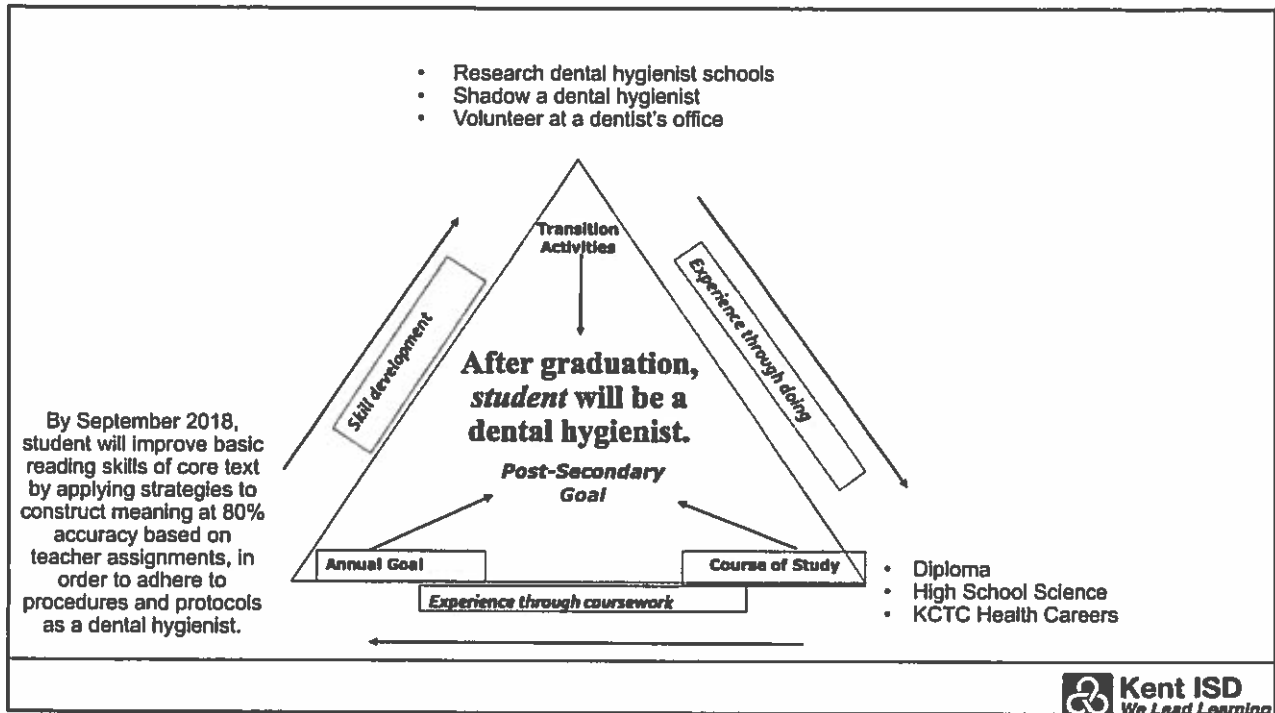 • Research dental hygienist schools
• Shadow a dental hygienist
• Volunteer at a dentist's office
Transition
Activities
Skill development
Experience through doing
After graduation,
student will be a
dental hygienist.
Post-Secondary
Goal
By September 2018,
student will improve basic
reading skills of core text
by applying strategies to
construct meaning at 80%
accuracy based on
teacher assignments, in
order to adhere to
procedures and protocols
as a dental hygienist.
Annual Goal
Course of Study
Experience through coursework
• Diploma
• High School Science
• KCTC Health Careers
Kent ISD
We Lead Learning